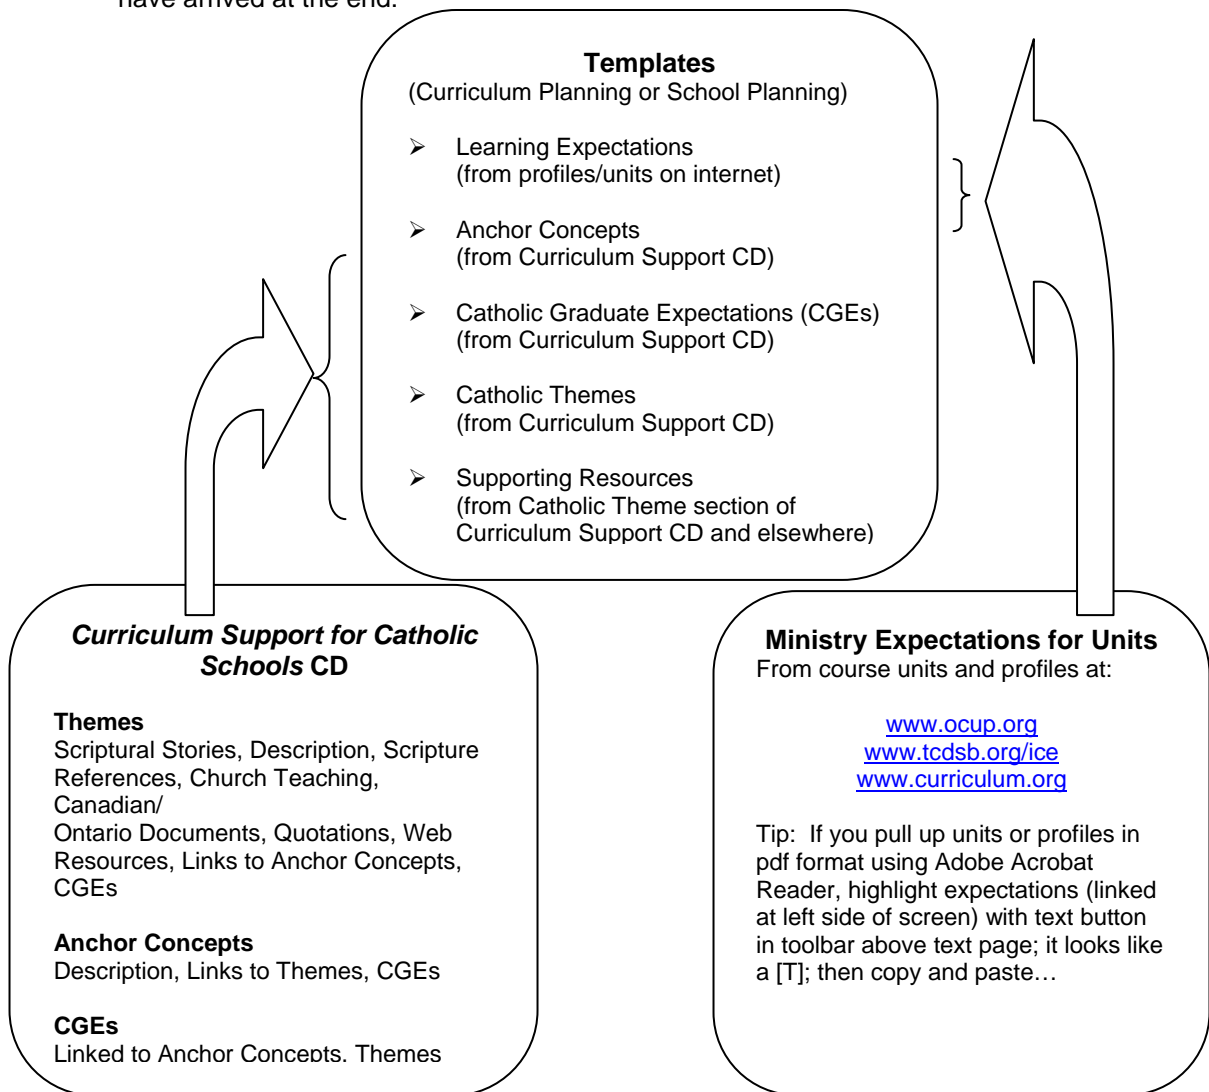 have arrived at the end.
Templates
(Curriculum Planning or School Planning)
➢ Learning Expectations
(from profiles/units on internet)
➢ Anchor Concepts
(from Curriculum Support CD)
➢ Catholic Graduate Expectations (CGEs)
(from Curriculum Support CD)
➢ Catholic Themes
(from Curriculum Support CD)
➢ Supporting Resources
(from Catholic Theme section of
Curriculum Support CD and elsewhere)
Curriculum Support for Catholic
Schools CD
Themes
Scriptural Stories, Description, Scripture
References, Church Teaching,
Canadian/
Ontario Documents, Quotations, Web
Resources, Links to Anchor Concepts,
CGEs
Anchor Concepts
Description, Links to Themes, CGEs
CGEs
Linked to Anchor Concepts, Themes
Ministry Expectations for Units
From course units and profiles at:
www.ocup.org
www.tcdsb.org/ice
www.curriculum.org
Tip:  If you pull up units or profiles in
pdf format using Adobe Acrobat
Reader, highlight expectations (linked
at left side of screen) with text button
in toolbar above text page; it looks like
a [T]; then copy and paste…